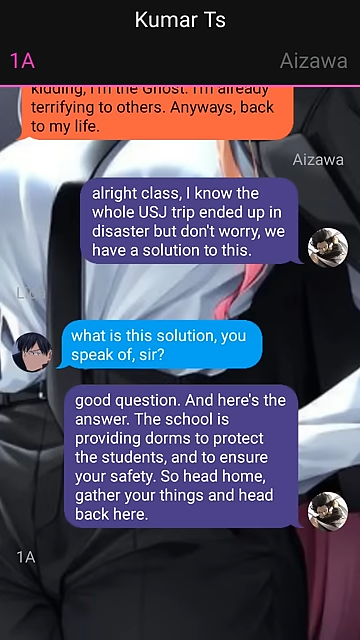 Kumar Ts
1A
Aizawa
kidding, I'm the Ghost. I'm already
terrifying to others. Anyways, back
to my life.
Aizawa
alright class, I know the
whole USJ trip ended up in
disaster but don't worry, we
have a solution to this.
what is this solution, you
speak of, sir?
good question. And here's the
answer. The school is
providing dorms to protect
the students, and to ensure
your safety. So head home,
gather your things and head
back here.
1A